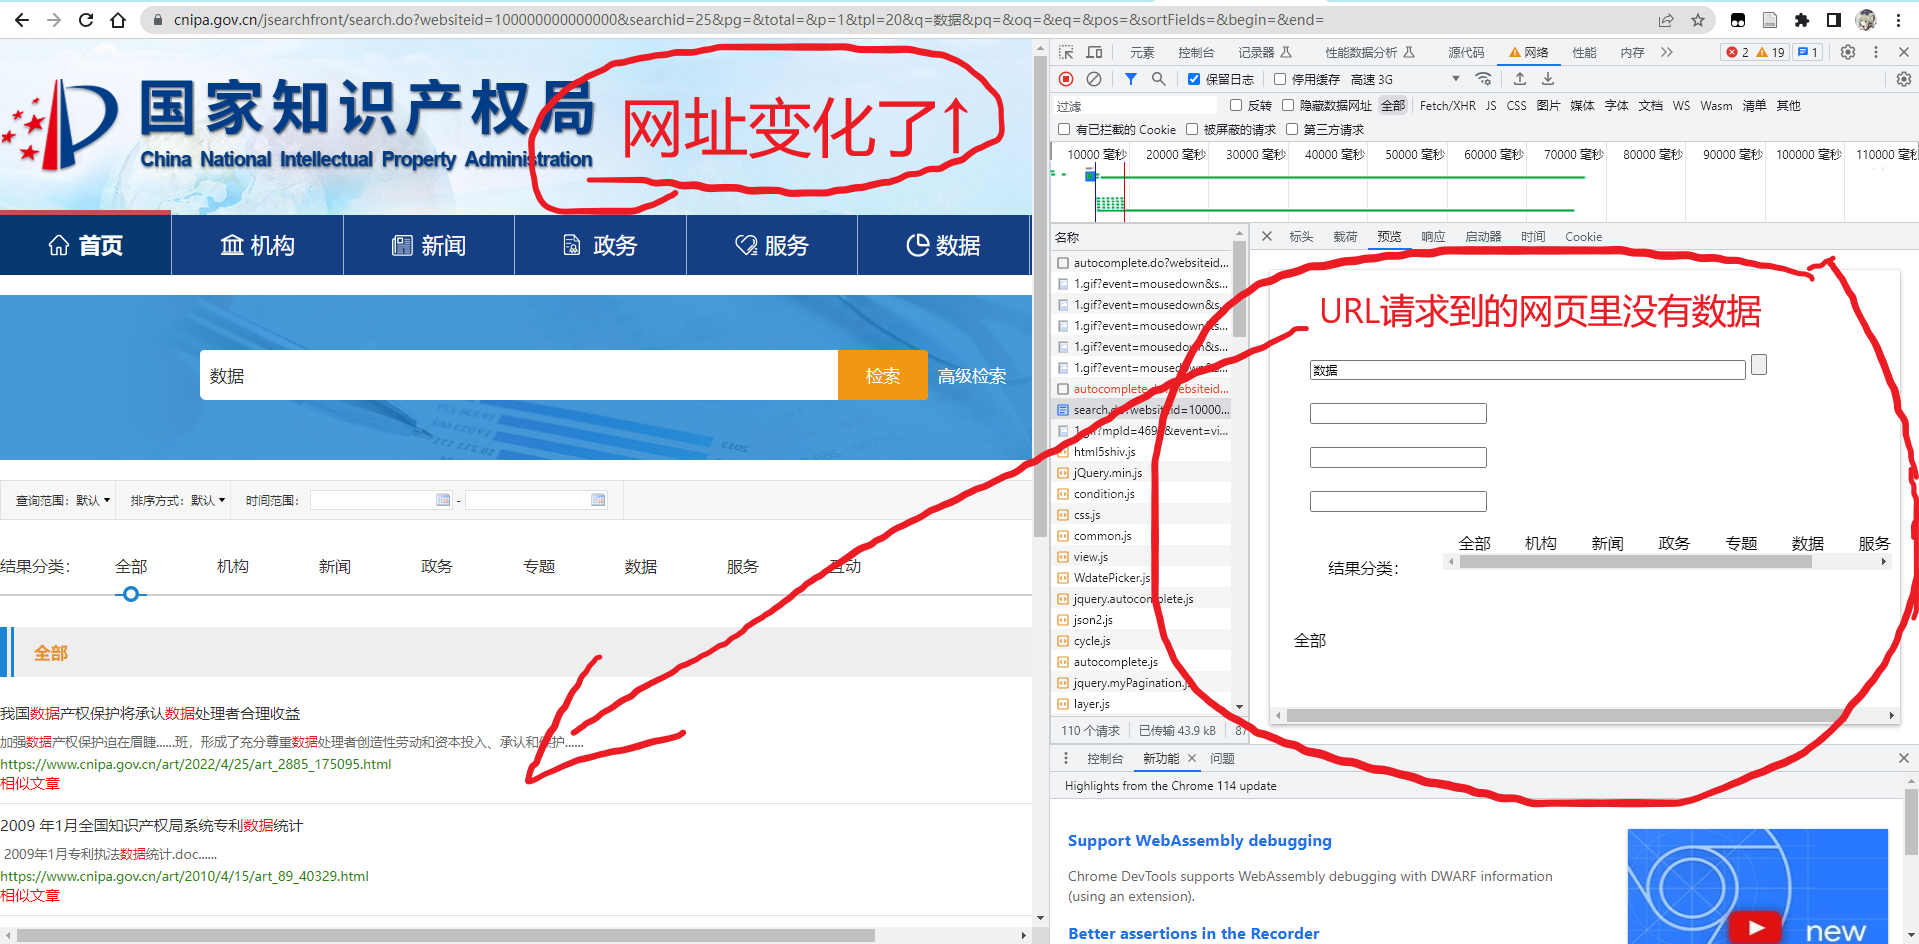 cnipa.gov.cn/jsearchfront/search.do?websiteid=100000000000000&searchid=25&pg=&total=&p=1&tpl=20&q=数据&pq=&oq=&eq=&pos=&sortFields=&begin=&end=
国家知识产权局
China National Intellectual Property Administration
网址变化了↑
首页 机构 新闻 政务 服务 数据
数据 检索 高级检索
查询范围：默认 排序方式：默认 时间范围： -
结果分类： 全部 机构 新闻 政务 专题 数据 服务 互动
全部
我国数据产权保护将承认数据处理者合理收益
加强数据产权保护迫在眉睫......班，形成了充分尊重数据处理者创造性劳动和资本投入、承认和保护......
https://www.cnipa.gov.cn/art/2022/4/25/art_2885_175095.html
相似文章
2009 年1月全国知识产权局系统专利数据统计
2009年1月专利执法数据统计.doc......
https://www.cnipa.gov.cn/art/2010/4/15/art_89_40329.html
相似文章
元素 控制台 记录器 性能数据分析 源代码 网络 性能 内存 2 19 1
保留日志 停用缓存 高速 3G
过滤 反转 隐藏数据网址 全部 Fetch/XHR JS CSS 图片 媒体 字体 文档 WS Wasm 清单 其他
有已拦截的 Cookie 被屏蔽的请求 第三方请求
10000 毫秒 20000 毫秒 30000 毫秒 40000 毫秒 50000 毫秒 60000 毫秒 70000 毫秒 80000 毫秒 90000 毫秒 100000 毫秒 110000 毫秒
名称
autocomplete.do?websiteid...
1.gif?event=mousedown&s...
1.gif?event=mousedown&s...
1.gif?event=mousedown&s...
1.gif?event=mousedown&s...
1.gif?event=mousedown&s...
autocomplete.do?websiteid...
search.do?websiteid=10000...
1.gif?mpId=469&event=vi...
html5shiv.js
jQuery.min.js
condition.js
css.js
common.js
view.js
WdatePicker.js
jquery.autocomplete.js
json2.js
cycle.js
autocomplete.js
jquery.myPagination.js
layer.js
110 个请求 已传输 43.9 kB 87
标头 载荷 预览 响应 启动器 时间 Cookie
URL请求到的网页里没有数据
数据
全部 机构 新闻 政务 专题 数据 服务
结果分类：
全部
控制台 新功能 问题
Highlights from the Chrome 114 update
Support WebAssembly debugging
Chrome DevTools supports WebAssembly debugging with DWARF information
(using an extension).
Better assertions in the Recorder
new